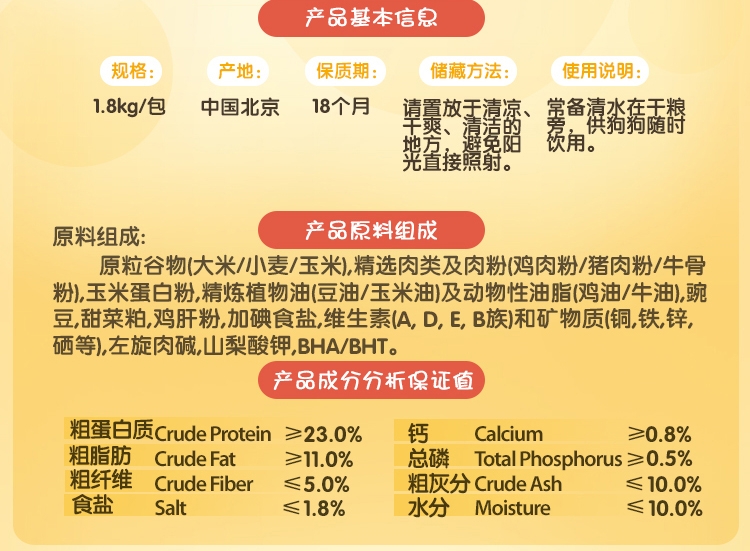 产品基本信息
规格: 产地: 保质期: 储藏方法: 使用说明:
1.8kg/包 中国北京 18个月 请置放于清凉、 常备清水在于粮
干爽、清洁的 旁，供狗狗随时
地方，避免阳 饮用。
光直接照射。
产品原料组成
原料组成:
原粒谷物(大米/小麦/玉米),精选肉类及肉粉(鸡肉粉/猪肉粉/牛骨
粉),玉米蛋白粉,精炼植物油(豆油/玉米油)及动物性油脂(鸡油/牛油),豌
豆,甜菜粕,鸡肝粉,加碘食盐,维生素(A, D, E, B族)和矿物质(铜,铁,锌,
硒等),左旋肉碱,山梨酸钾,BHA/BHT。
产品成分分析保证值
粗蛋白质 Crude Protein ≥23.0% 钙 Calcium ≥0.8%
粗脂肪 Crude Fat ≥11.0% 总磷 Total Phosphorus ≥0.5%
粗纤维 Crude Fiber ≤5.0% 粗灰分 Crude Ash ≤10.0%
食盐 Salt ≤1.8% 水分 Moisture ≤10.0%